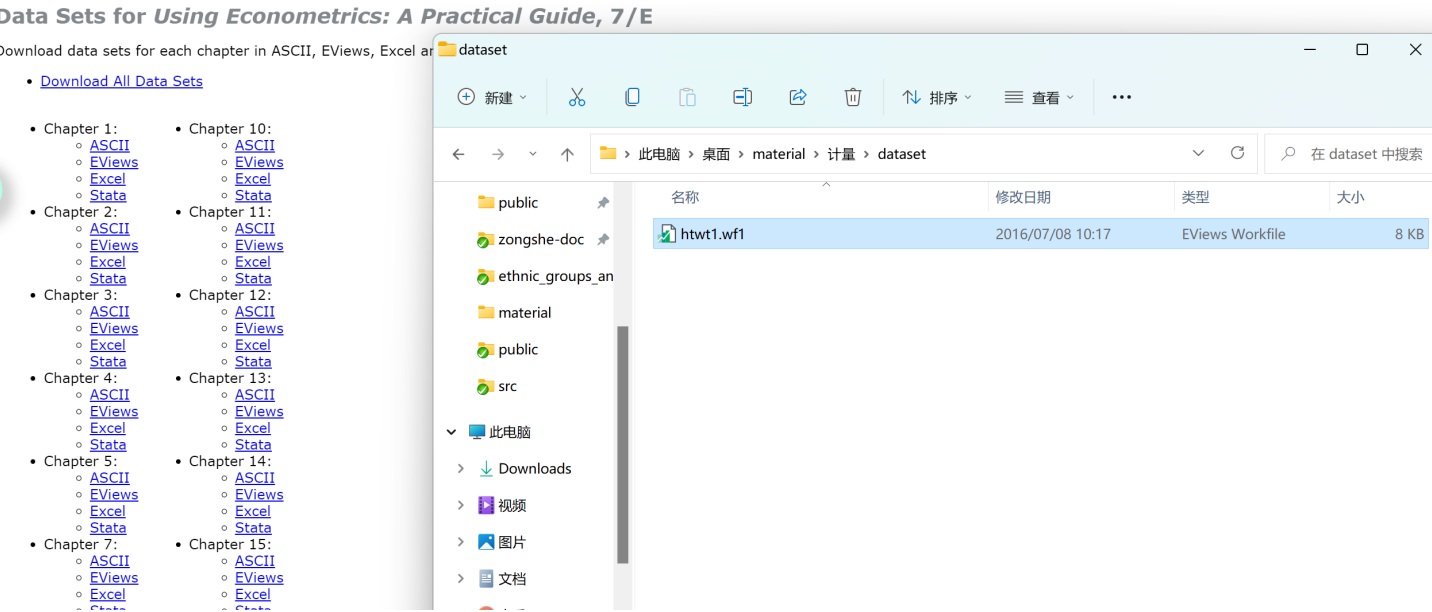 Data Sets for Using Econometrics: A Practical Guide, 7/E
Download data sets for each chapter in ASCII, EViews, Excel
Download All Data Sets
Chapter 1:
ASCII
EViews
Excel
Stata
Chapter 2:
ASCII
EViews
Excel
Stata
Chapter 3:
ASCII
EViews
Excel
Stata
Chapter 4:
ASCII
EViews
Excel
Stata
Chapter 5:
ASCII
EViews
Excel
Stata
Chapter 7:
ASCII
EViews
Excel
Stata
Chapter 10:
ASCII
EViews
Excel
Stata
Chapter 11:
ASCII
EViews
Excel
Stata
Chapter 12:
ASCII
EViews
Excel
Stata
Chapter 13:
ASCII
EViews
Excel
Stata
Chapter 14:
ASCII
EViews
Excel
Stata
Chapter 15:
ASCII
EViews
Excel
Stata
dataset
新建
排序
查看
此电脑 > 桌面 > material > 计量 > dataset
在 dataset 中搜索
public
zongshe-doc
ethnic_groups_an
material
public
src
此电脑
Downloads
视频
图片
文档
名称 修改日期 类型 大小
htwt1.wf1 2016/07/08 10:17 EViews Workfile 8 KB